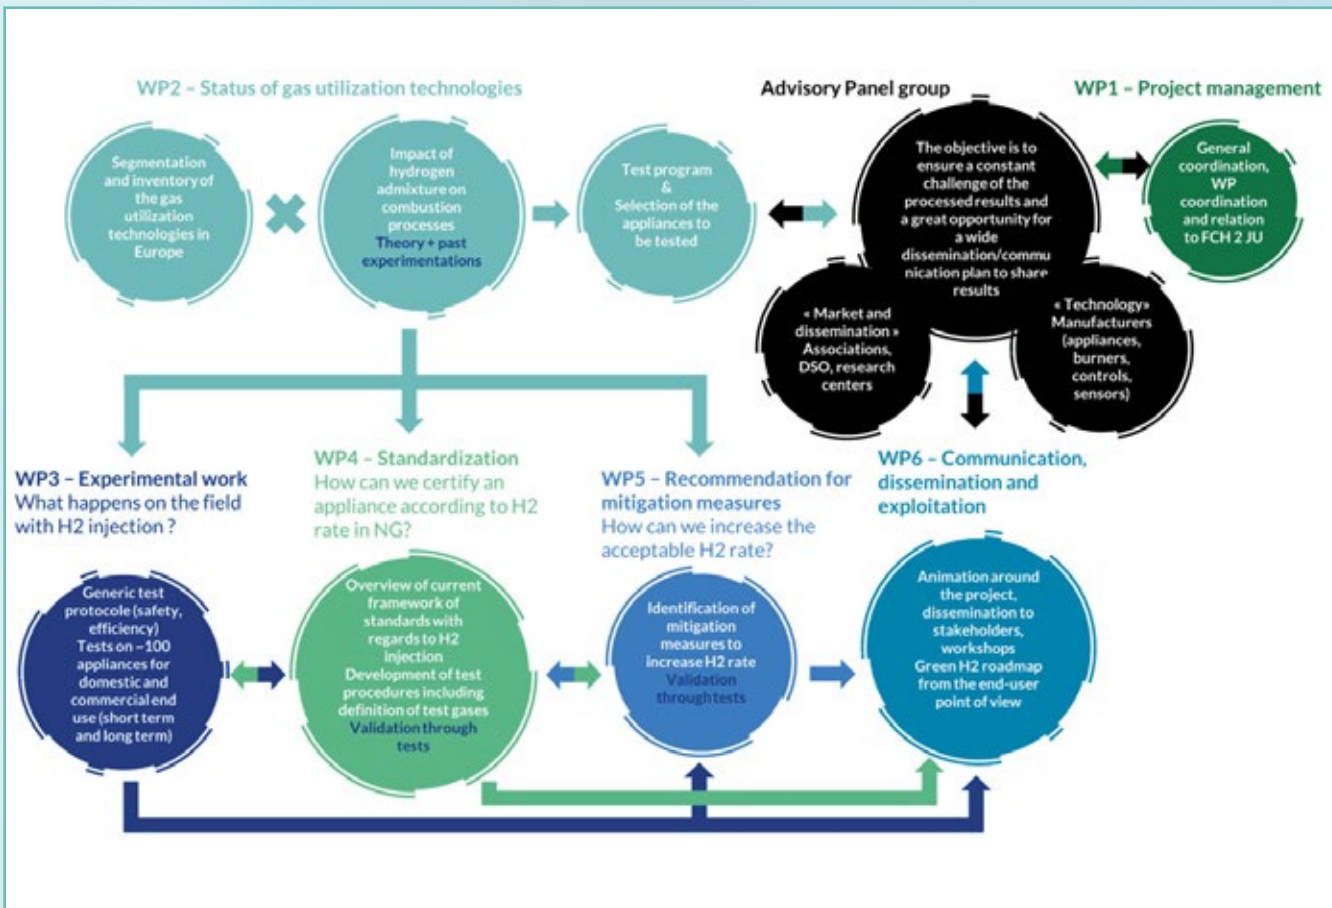 WP2 – Status of gas utilization technologies
Segmentation
and inventory of
the gas
utilization
technologies in
Europe
Impact of
hydrogen
admixture on
combustion
processes
Theory + past
experimentations
Test program
&
Selection of the
appliances to
be tested
Advisory Panel group
The objective is to
ensure a constant
challenge of the
processed results and
a great opportunity for
a wide
dissemination/commu
nication plan to share
results
« Market and
dissemination »
Associations,
DSO, research
centers
« Technology»
Manufacturers
(appliances,
burners,
controls,
sensors)
WP1 – Project management
General
coordination,
WP
coordination
and relation
to FCH 2 JU
WP3 – Experimental work
What happens on the field
with H2 injection ?
Generic test
protocole (safety,
efficiency)
Tests on ~100
appliances for
domestic and
commercial end
use (short term
and long term)
WP4 – Standardization
How can we certify an
appliance according to H2
rate in NG?
Overview of current
framework of
standards with
regards to H2
injection
Development of test
procedures including
definition of test gases
Validation through
tests
WP5 – Recommendation for
mitigation measures
How can we increase the
acceptable H2 rate?
Identification of
mitigation
measures to
increase H2 rate
Validation
through tests
WP6 – Communication,
dissemination and
exploitation
Animation around
the project,
dissemination to
stakeholders,
workshops
Green H2 roadmap
from the end-user
point of view